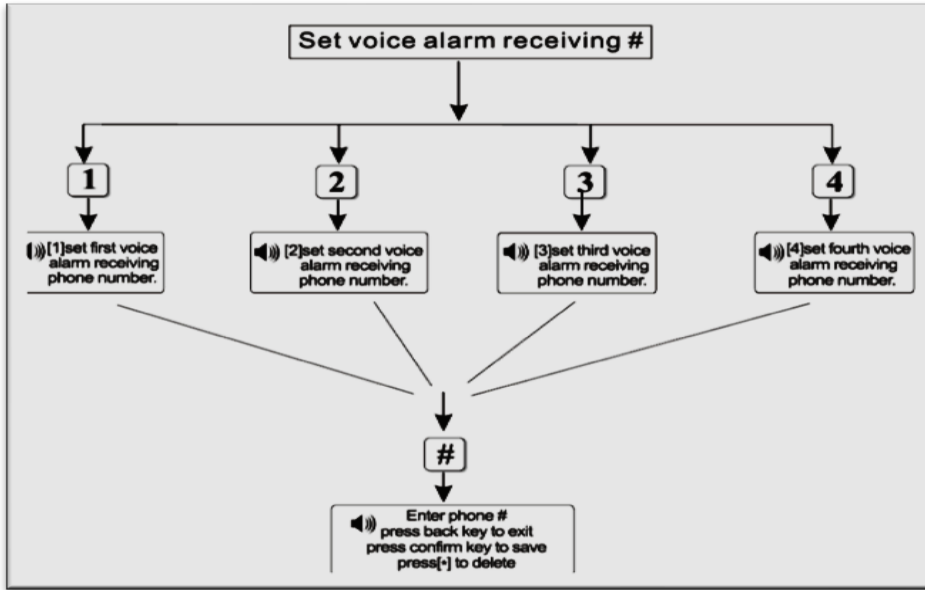 Set voice alarm receiving #
1
2
3
4
[1]set first voice
alarm receiving
phone number.
[2]set second voice
alarm receiving
phone number.
[3]set third voice
alarm receiving
phone number.
[4]set fourth voice
alarm receiving
phone number.
#
Enter phone #
press back key to exit
press confirm key to save
press[*] to delete